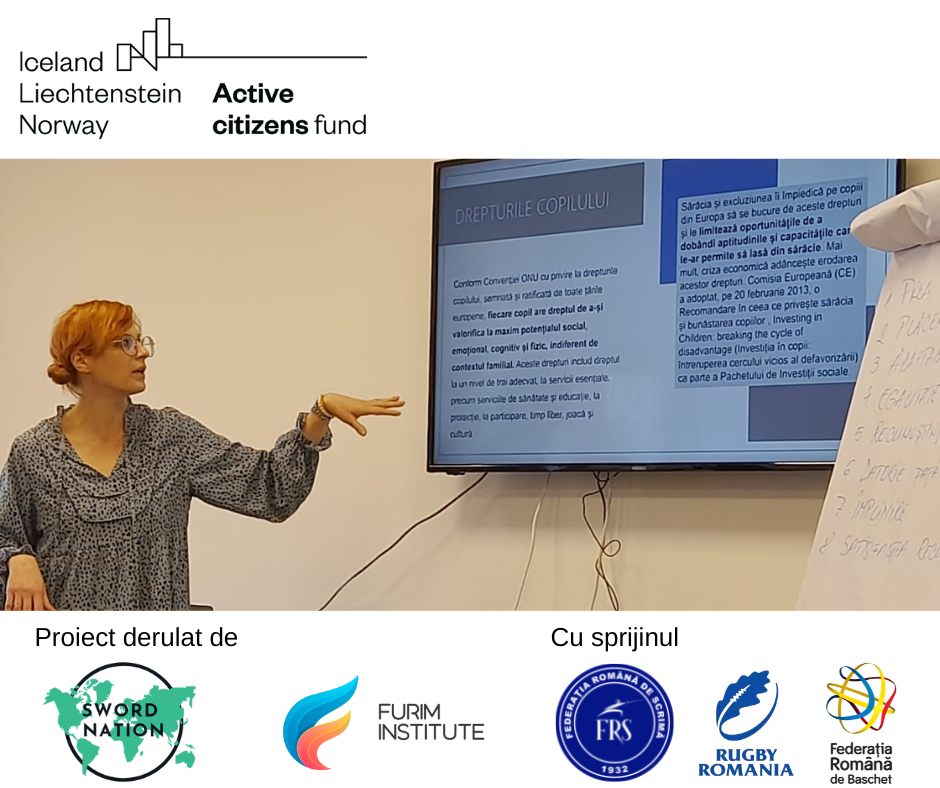 Iceland
Liechtenstein
Norway
Active
citizens fund
DREPTURILE COPILULUI
Conform Convenției ONU cu privire la drepturile
copilului, semnată și ratificată de toate țările
europene, fiecare copil are dreptul de a-și
valorifica la maxim potențialul social,
emoțional, cognitiv și fizic, indiferent de
contextul familial. Aceste drepturi includ dreptul
la un nivel de trai adecvat, la servicii esențiale,
precum serviciile de sănătate și educație, la
protecție, la participare, timp liber, joacă și
cultură.
Sărăcia și excluziunea îi împiedică pe copiii
din Europa să se bucure de aceste drepturi
și le limitează oportunitățile de a
dobândi aptitudinile și capacitățile car
le-ar permite să iasă din sărăcie. Mai
mult, criza economică adâncește erodarea
acestor drepturi. Comisia Europeană (CE)
a adoptat, pe 20 februarie 2013, o
Recomandare în ceea ce privește sărăcia
și bunăstarea copiilor , Investing in
Children: breaking the cycle of
disadvantage (Investiția în copii:
întreruperea cercului vicios al defavorizării)
ca parte a Pachetului de Investiții sociale.
1
2
3
4 EGALITATE
5
6 DATORIE
7 IMPUNERE
8. SATISFACȚIA
Proiect derulat de
Cu sprijinul
SWORD
NATION
FURIM
INSTITUTE
FEDERAȚIA ROMÂNĂ DE SCRIMĂ
FRS
1932
RUGBY
ROMANIA
Federația
Română
de Baschet